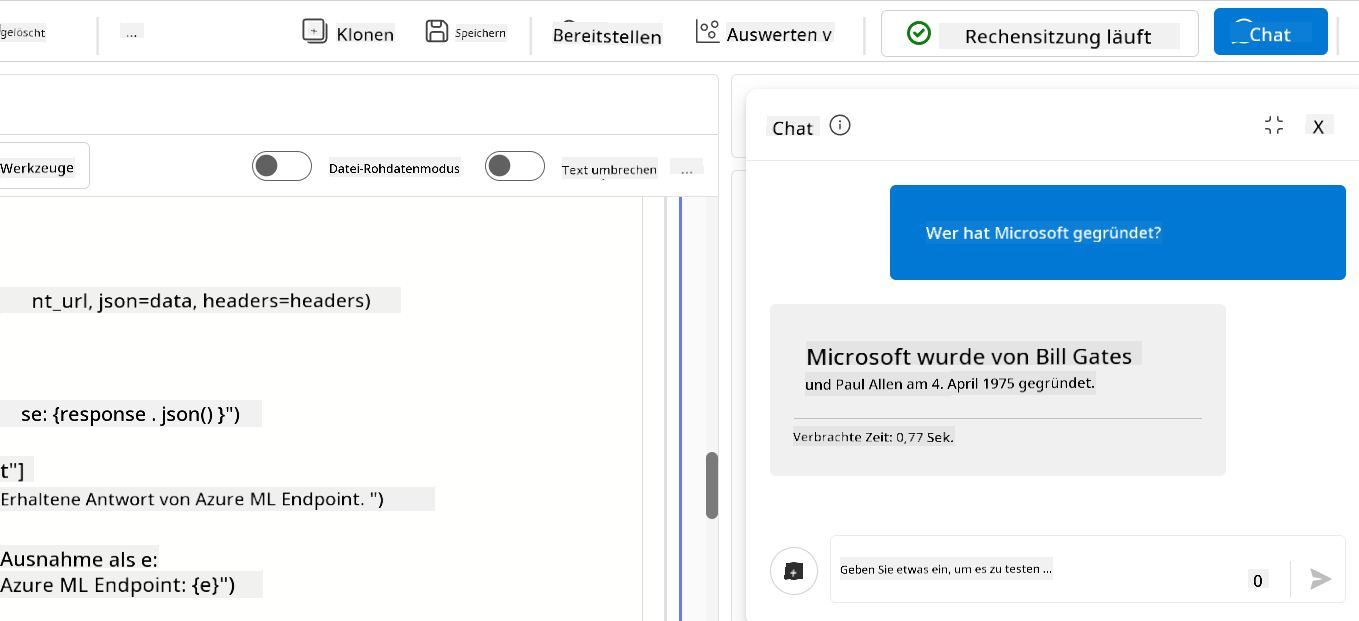 gelöscht
...
Klonen
Speichern
Bereitstellen
Auswerten v
Rechensitzung läuft
Chat
Werkzeuge
Datei-Rohdatenmodus
Text umbrechen
...
nt_url, json=data, headers=headers)
se: {response . json() }")
t"]
Erhaltene Antwort von Azure ML Endpoint. ")
Ausnahme als e:
Azure ML Endpoint: {e}")
Chat
X
Wer hat Microsoft gegründet?
Microsoft wurde von Bill Gates
und Paul Allen am 4. April 1975 gegründet.
Verbrachte Zeit: 0,77 Sek.
Geben Sie etwas ein, um es zu testen ...
0